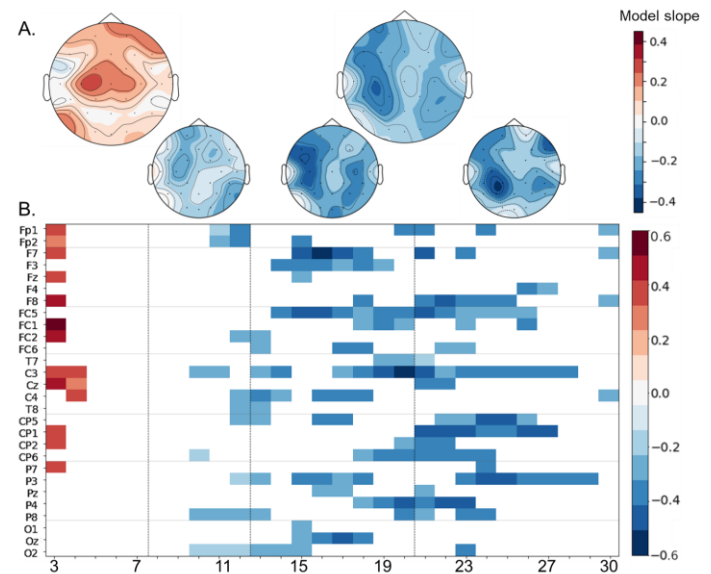 A.
Model slope
0.4
0.2
0.0
−0.2
−0.4
B.
Fp1
Fp2
F7
F3
Fz
F4
F8
FC5
FC1
FC2
FC6
T7
C3
Cz
C4
T8
CP5
CP1
CP2
CP6
P7
P3
Pz
P4
P8
O1
Oz
O2
3 7 11 15 19 23 27 30
0.6
0.4
0.2
0.0
−0.2
−0.4
−0.6